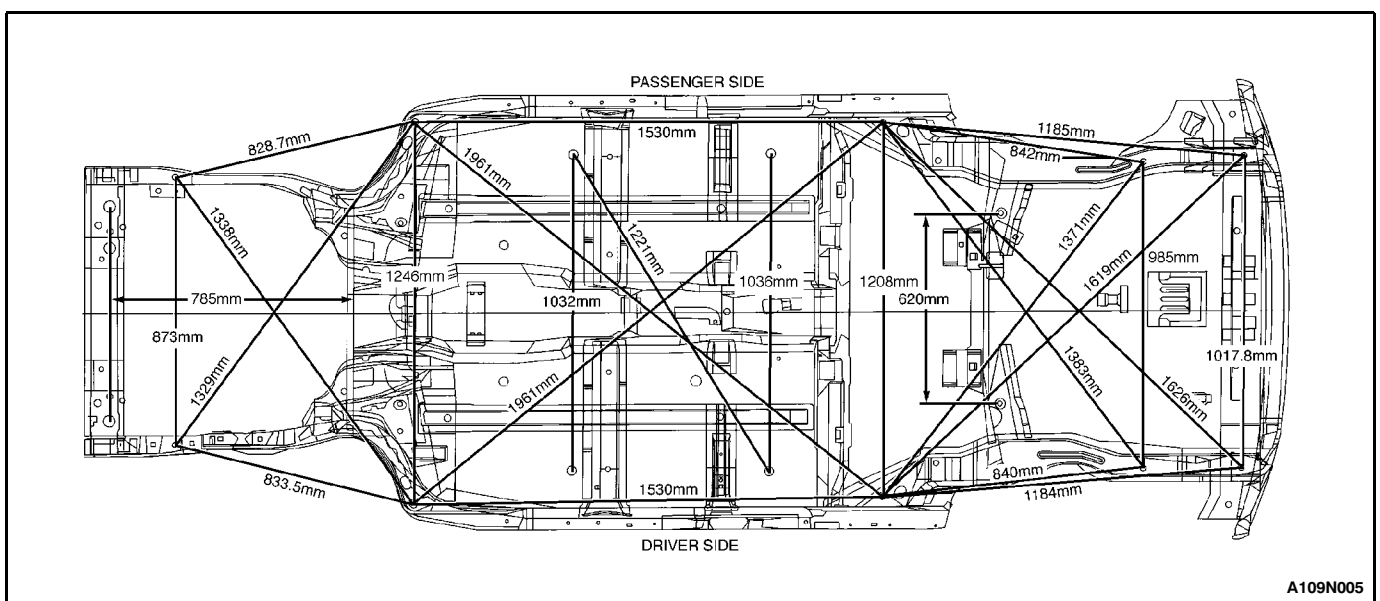 PASSENGER SIDE
828.7mm
1530mm
1185mm
842mm
1961mm
1338mm
1221mm
1371mm
1246mm
1036mm
1208mm
985mm
1619mm
785mm
1032mm
620mm
873mm
1017.8mm
1329mm
1961mm
1383mm
1626mm
833.5mm
1530mm
840mm
1184mm
DRIVER SIDE
A109N005